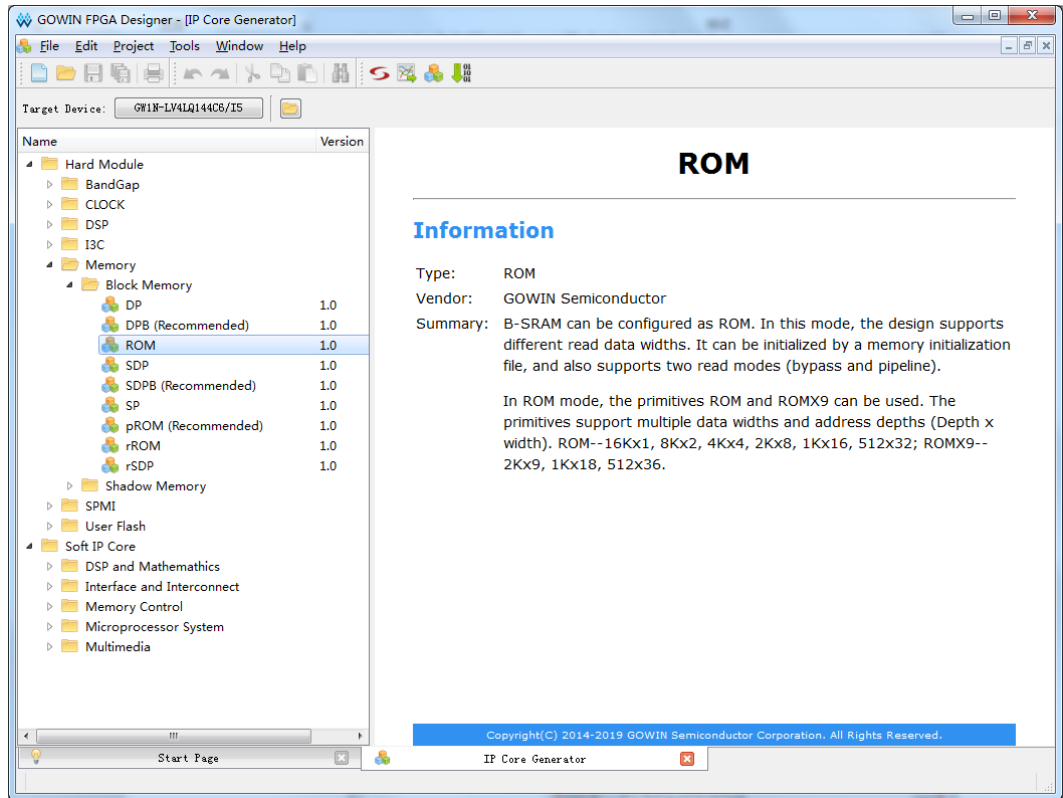 GOWIN FPGA Designer - [IP Core Generator]
File Edit Project Tools Window Help
Target Device: GW1N-LV4LQ144C6/I5
Name Version
Hard Module
BandGap
CLOCK
DSP
I3C
Memory
Block Memory
DP 1.0
DPB (Recommended) 1.0
ROM 1.0
SDP 1.0
SDPB (Recommended) 1.0
SP 1.0
pROM (Recommended) 1.0
rROM 1.0
rSDP 1.0
Shadow Memory
SPMI
User Flash
Soft IP Core
DSP and Mathemathics
Interface and Interconnect
Memory Control
Microprocessor System
Multimedia
ROM
Information
Type: ROM
Vendor: GOWIN Semiconductor
Summary: B-SRAM can be configured as ROM. In this mode, the design supports
different read data widths. It can be initialized by a memory initialization
file, and also supports two read modes (bypass and pipeline).
In ROM mode, the primitives ROM and ROMX9 can be used. The
primitives support multiple data widths and address depths (Depth x
width). ROM--16Kx1, 8Kx2, 4Kx4, 2Kx8, 1Kx16, 512x32; ROMX9--
2Kx9, 1Kx18, 512x36.
Copyright(C) 2014-2019 GOWIN Semiconductor Corporation. All Rights Reserved.
Start Page
IP Core Generator